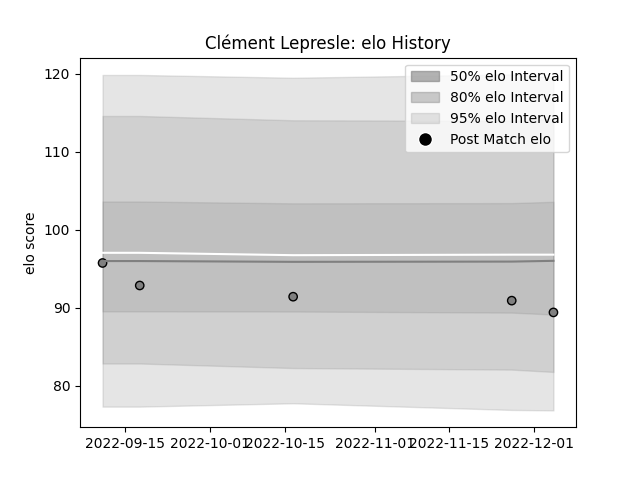 Clément Lepresle: elo History
50% elo Interval
80% elo Interval
95% elo Interval
Post Match elo
elo score
120
110
100
90
80
2022-09-15
2022-10-01
2022-10-15
2022-11-01
2022-11-15
2022-12-01